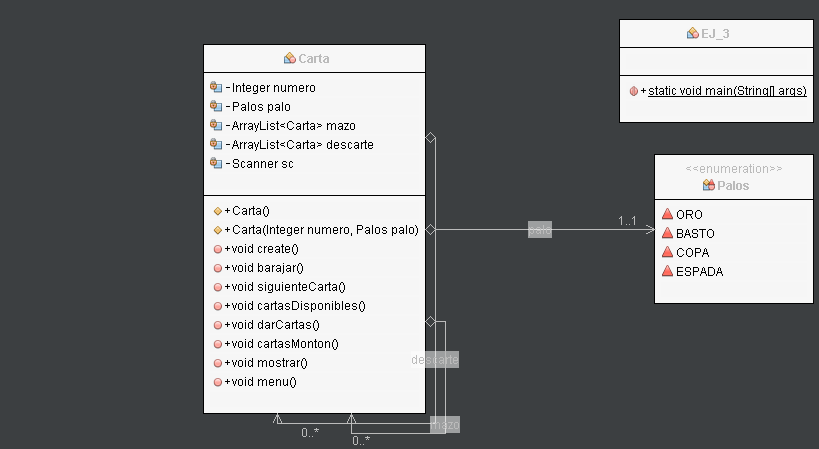 Carta
-Integer numero
-Palos palo
-ArrayList<Carta> mazo
-ArrayList<Carta> descarte
-Scanner sc
+Carta()
+Carta(Integer numero, Palos palo)
+void create()
+void barajar()
+void siguienteCarta()
+void cartasDisponibles()
+void darCartas()
+void cartasMonton()
+void mostrar()
+void menu()
EJ_3
+static void main(String[] args)
<<enumeration>>
Palos
ORO
BASTO
COPA
ESPADA
palo
1..1
descarte
mazo
0..*
0..*